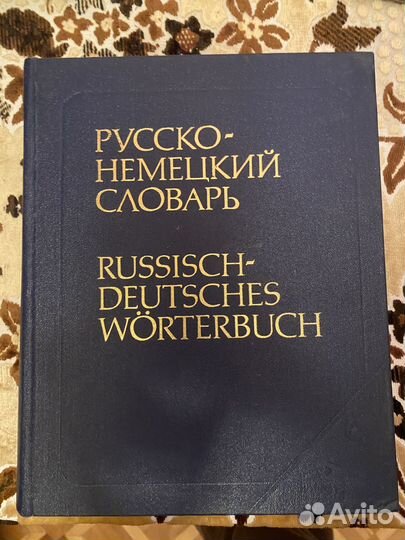 РУССКО-
НЕМЕЦКИЙ
СЛОВАРЬ
RUSSISCH-
DEUTSCHES
WÖRTERBUCH
Avito